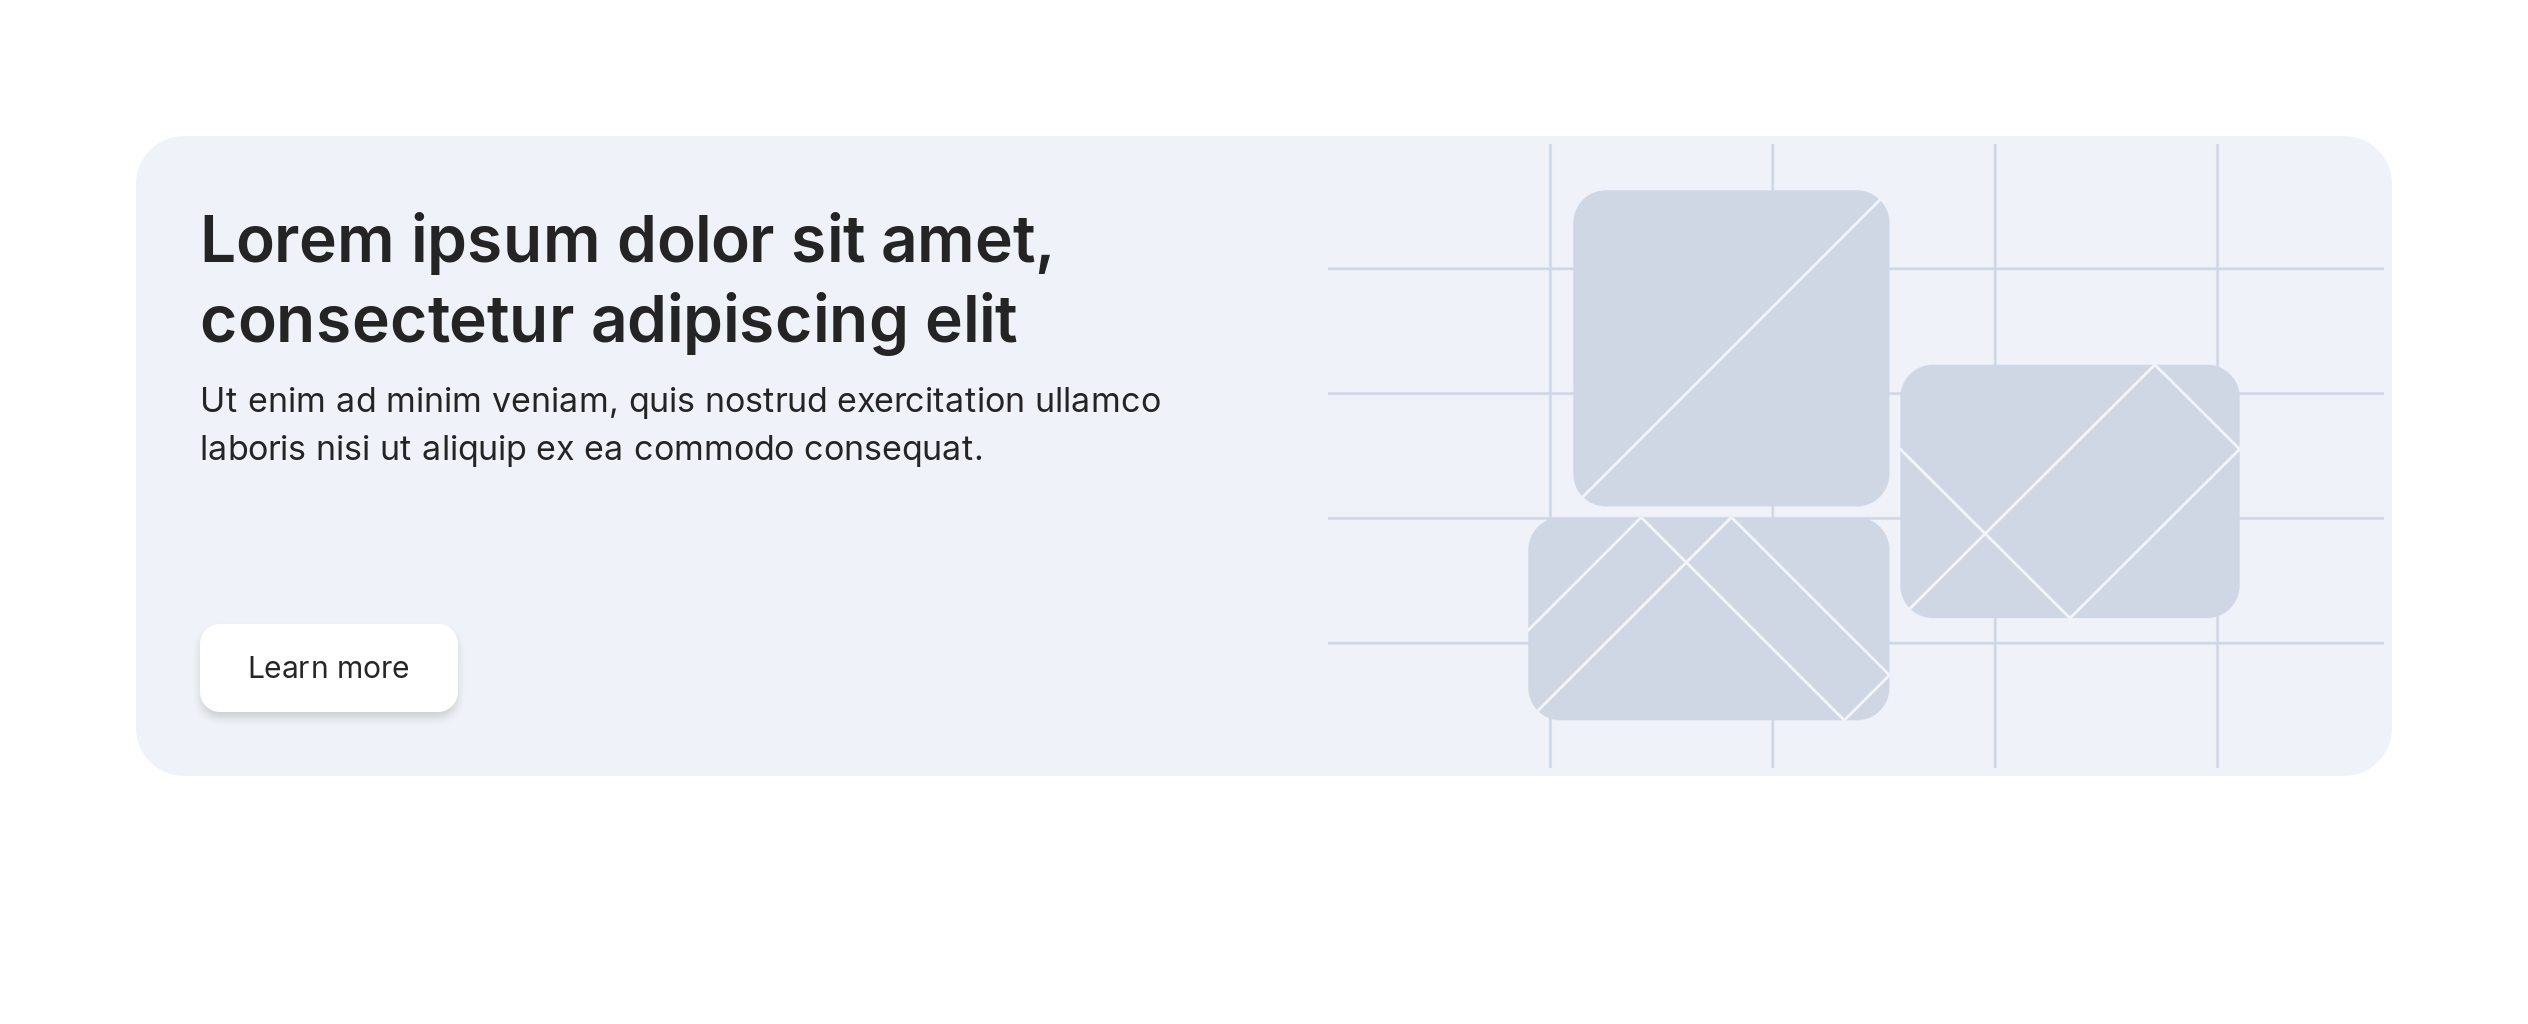 Lorem ipsum dolor sit amet,
consectetur adipiscing elit
Ut enim ad minim veniam, quis nostrud exercitation ullamco
laboris nisi ut aliquip ex ea commodo consequat.
Learn more